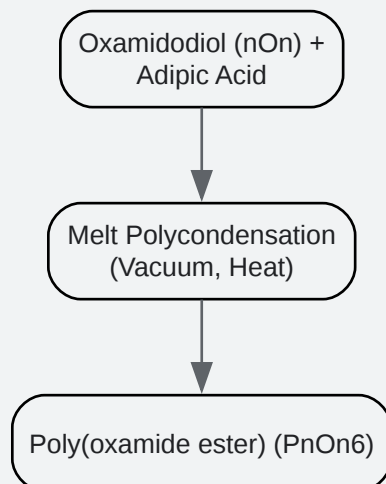 Oxamidodiol (nOn) +
Adipic Acid
Melt Polycondensation
(Vacuum, Heat)
Poly(oxamide ester) (PnOn6)